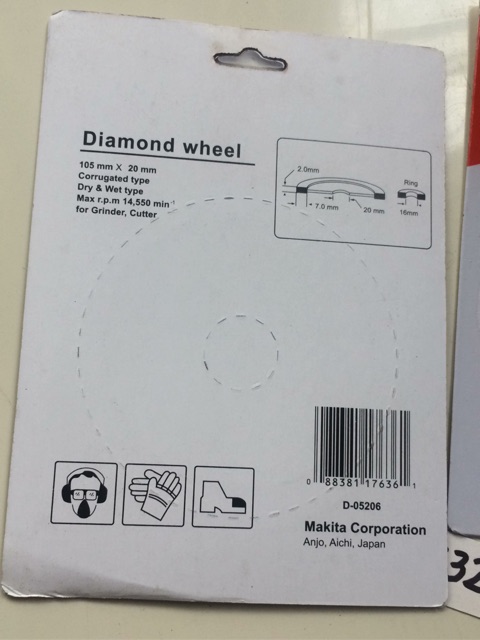 Diamond wheel
105 mm X 20 mm
Corrugated type
Dry & Wet type
Max r.p.m 14,550 min⁻¹
for Grinder, Cutter
2.0mm
Ring
7.0 mm
20 mm
16mm
0 88381 17636 1
D-05206
Makita Corporation
Anjo, Aichi, Japan
32